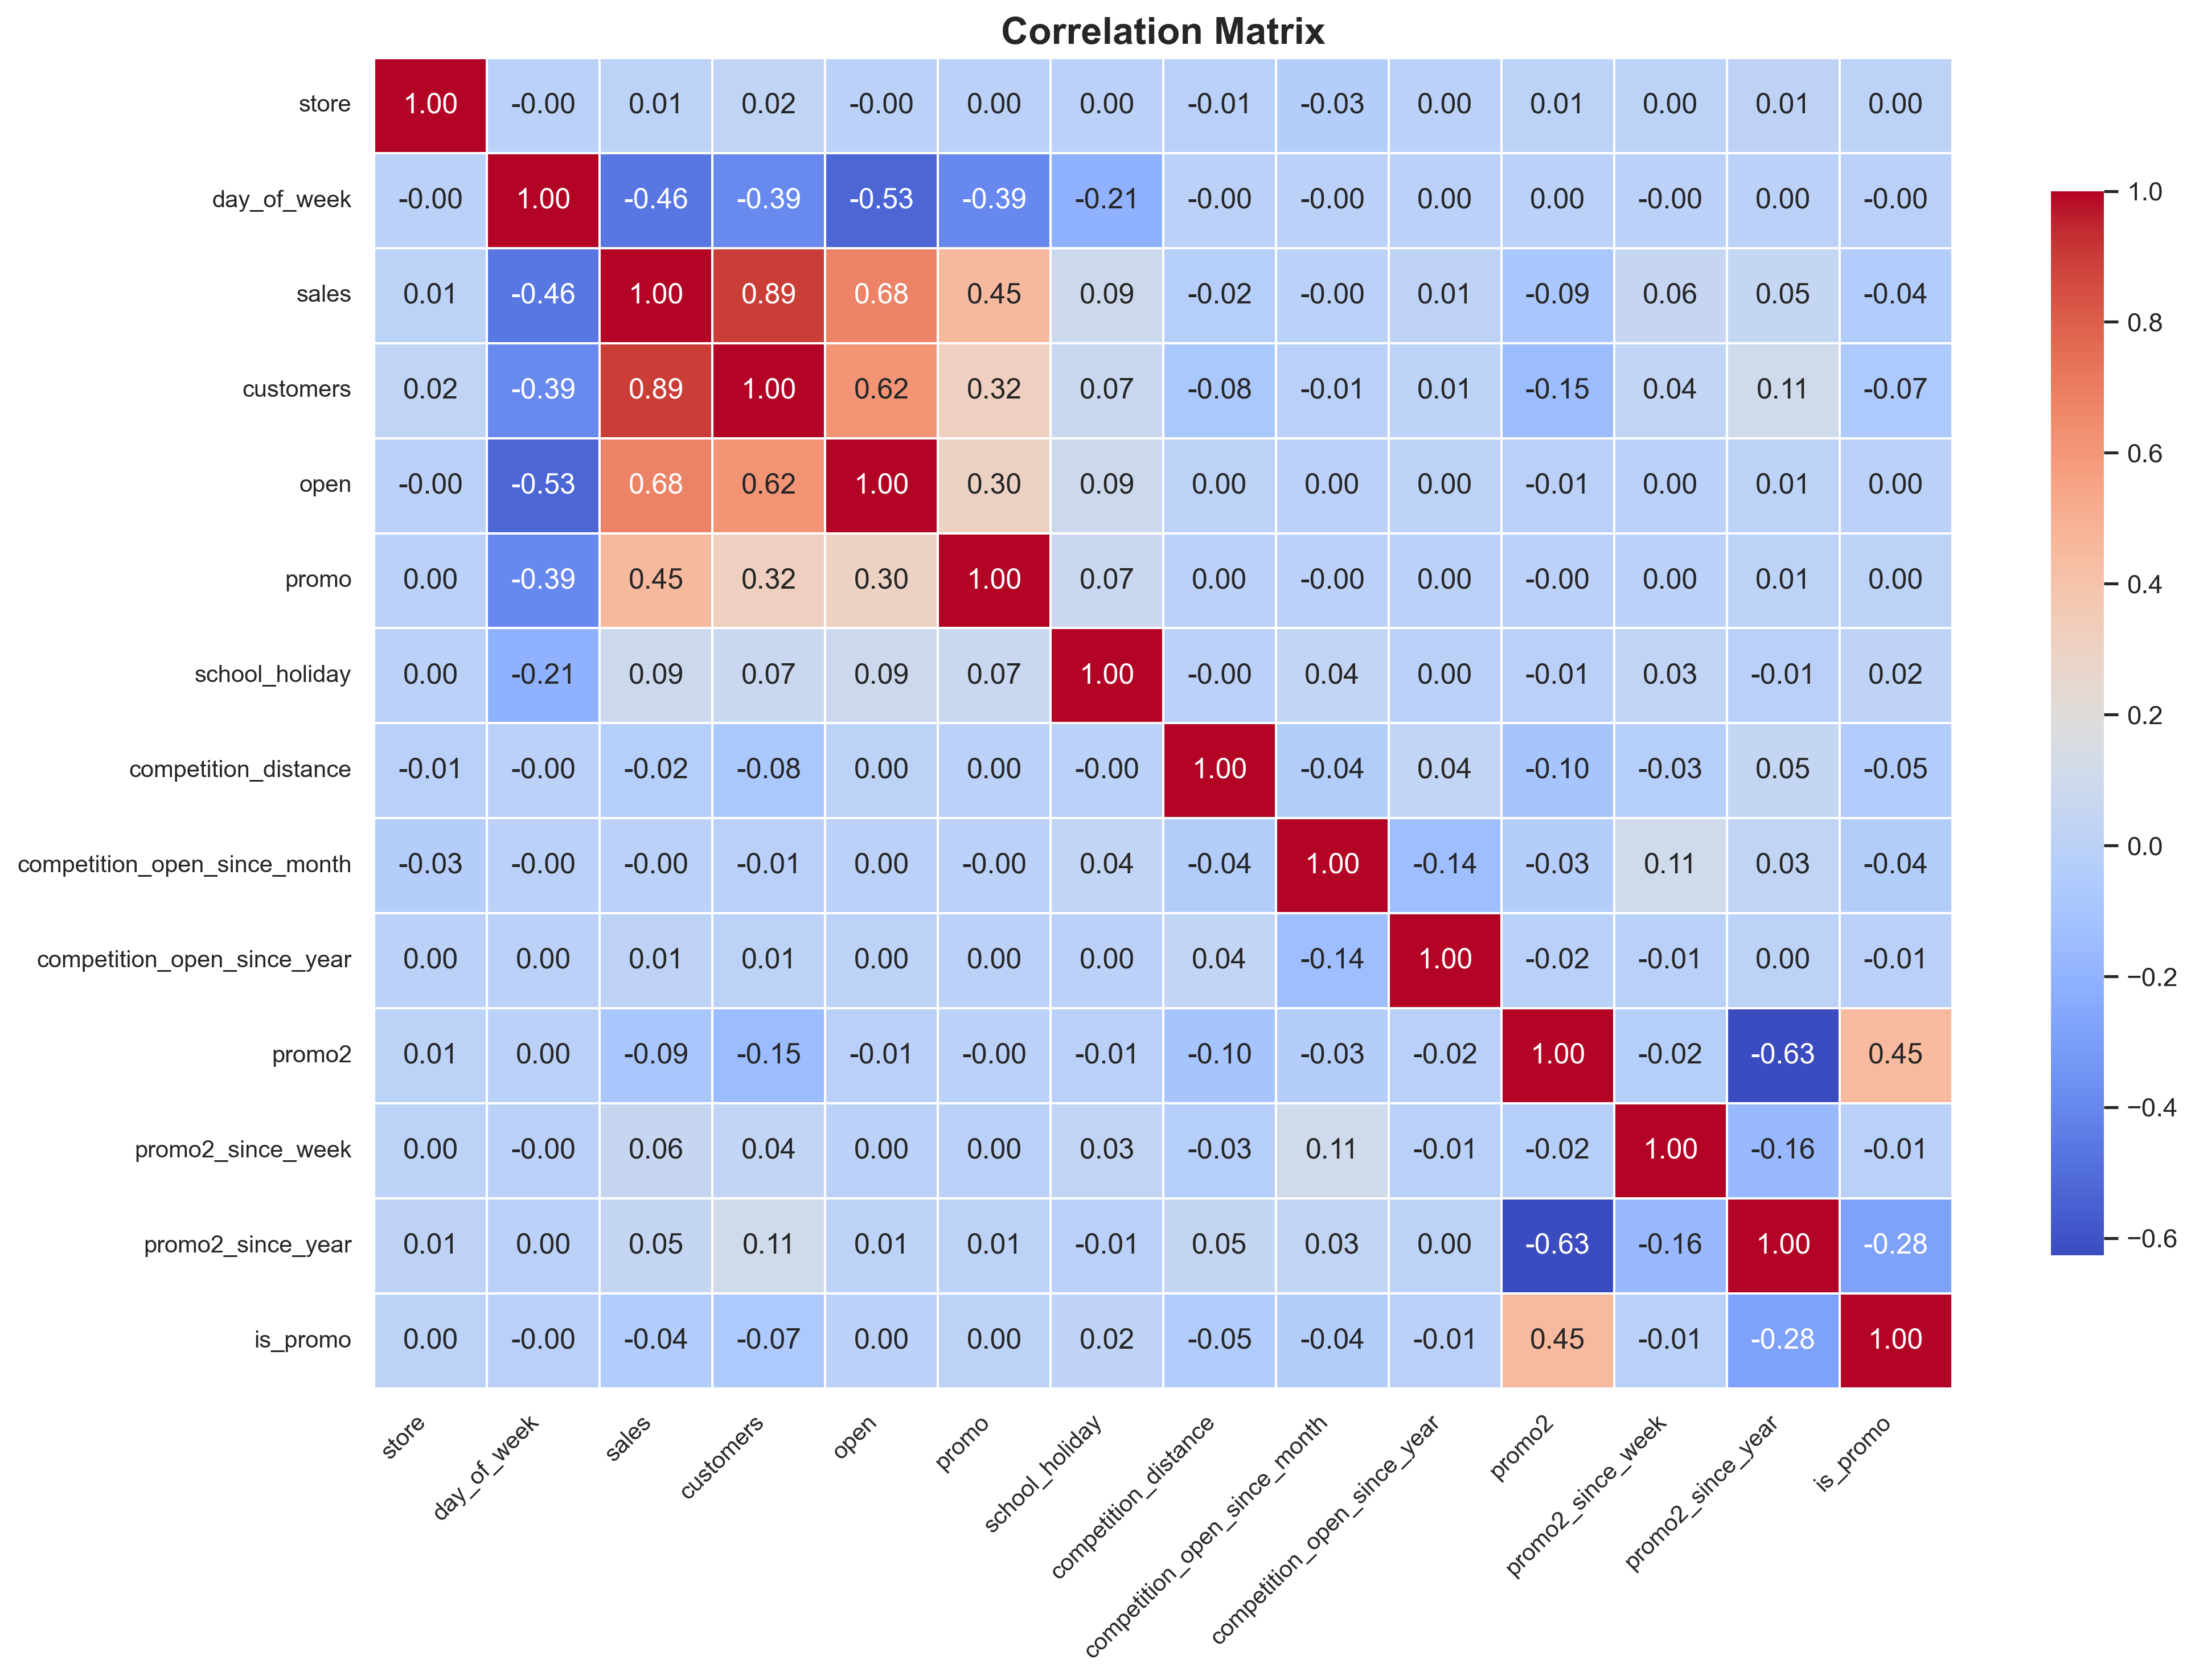 Correlation Matrix
store 1.00 -0.00 0.01 0.02 -0.00 0.00 0.00 -0.01 -0.03 0.00 0.01 0.00 0.01 0.00
day_of_week -0.00 1.00 -0.46 -0.39 -0.53 -0.39 -0.21 -0.00 -0.00 0.00 0.00 -0.00 0.00 -0.00
sales 0.01 -0.46 1.00 0.89 0.68 0.45 0.09 -0.02 -0.00 0.01 -0.09 0.06 0.05 -0.04
customers 0.02 -0.39 0.89 1.00 0.62 0.32 0.07 -0.08 -0.01 0.01 -0.15 0.04 0.11 -0.07
open -0.00 -0.53 0.68 0.62 1.00 0.30 0.09 0.00 0.00 0.00 -0.01 0.00 0.01 0.00
promo 0.00 -0.39 0.45 0.32 0.30 1.00 0.07 0.00 -0.00 0.00 -0.00 0.00 0.01 0.00
school_holiday 0.00 -0.21 0.09 0.07 0.09 0.07 1.00 -0.00 0.04 0.00 -0.01 0.03 -0.01 0.02
competition_distance -0.01 -0.00 -0.02 -0.08 0.00 0.00 -0.00 1.00 -0.04 0.04 -0.10 -0.03 0.05 -0.05
competition_open_since_month -0.03 -0.00 -0.00 -0.01 0.00 -0.00 0.04 -0.04 1.00 -0.14 -0.03 0.11 0.03 -0.04
competition_open_since_year 0.00 0.00 0.01 0.01 0.00 0.00 0.00 0.04 -0.14 1.00 -0.02 -0.01 0.00 -0.01
promo2 0.01 0.00 -0.09 -0.15 -0.01 -0.00 -0.01 -0.10 -0.03 -0.02 1.00 -0.02 -0.63 0.45
promo2_since_week 0.00 -0.00 0.06 0.04 0.00 0.00 0.03 -0.03 0.11 -0.01 -0.02 1.00 -0.16 -0.01
promo2_since_year 0.01 0.00 0.05 0.11 0.01 0.01 -0.01 0.05 0.03 0.00 -0.63 -0.16 1.00 -0.28
is_promo 0.00 -0.00 -0.04 -0.07 0.00 0.00 0.02 -0.05 -0.04 -0.01 0.45 -0.01 -0.28 1.00
store day_of_week sales customers open promo school_holiday competition_distance competition_open_since_month competition_open_since_year promo2 promo2_since_week promo2_since_year is_promo
1.0
0.8
0.6
0.4
0.2
0.0
−0.2
−0.4
−0.6